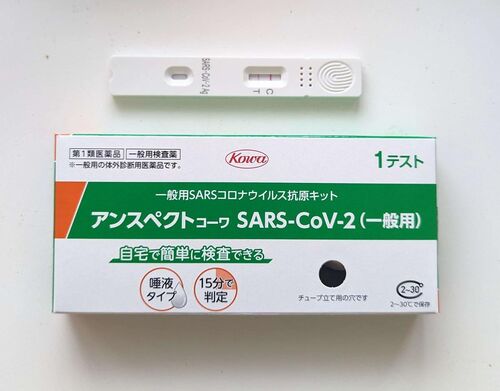 SARS-CoV-2 Ag
C
T
第1類医薬品 一般用検査薬
※一般用の体外診断用医薬品です。
Kowa
1テスト
一般用SARSコロナウイルス抗原キット
アンスペクトコーワ SARS-CoV-2(一般用)
自宅で簡単に検査できる
唾液
タイプ
15分で
判定
チューブ立て用の穴です
2~30°
2~30℃で保存